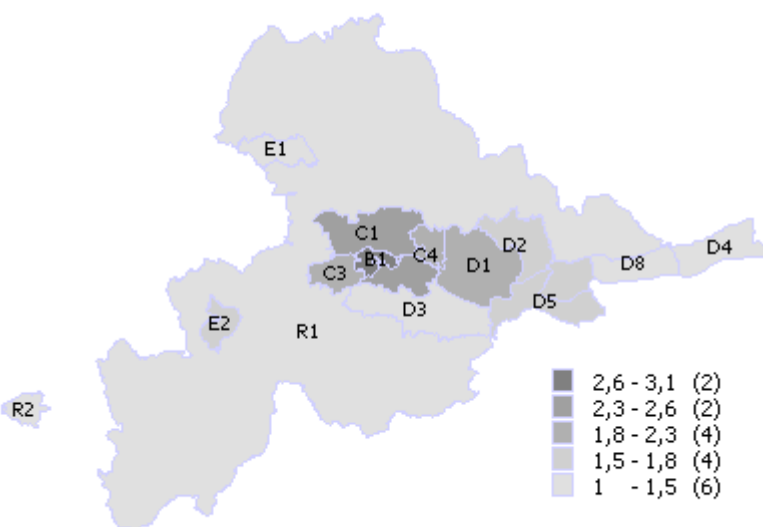 E1
C1
C4
D2
B1
D1
C3
D8
D4
D5
D3
E2
R1
R2
2,6 - 3,1 (2)
2,3 - 2,6 (2)
1,8 - 2,3 (4)
1,5 - 1,8 (4)
1 - 1,5 (6)